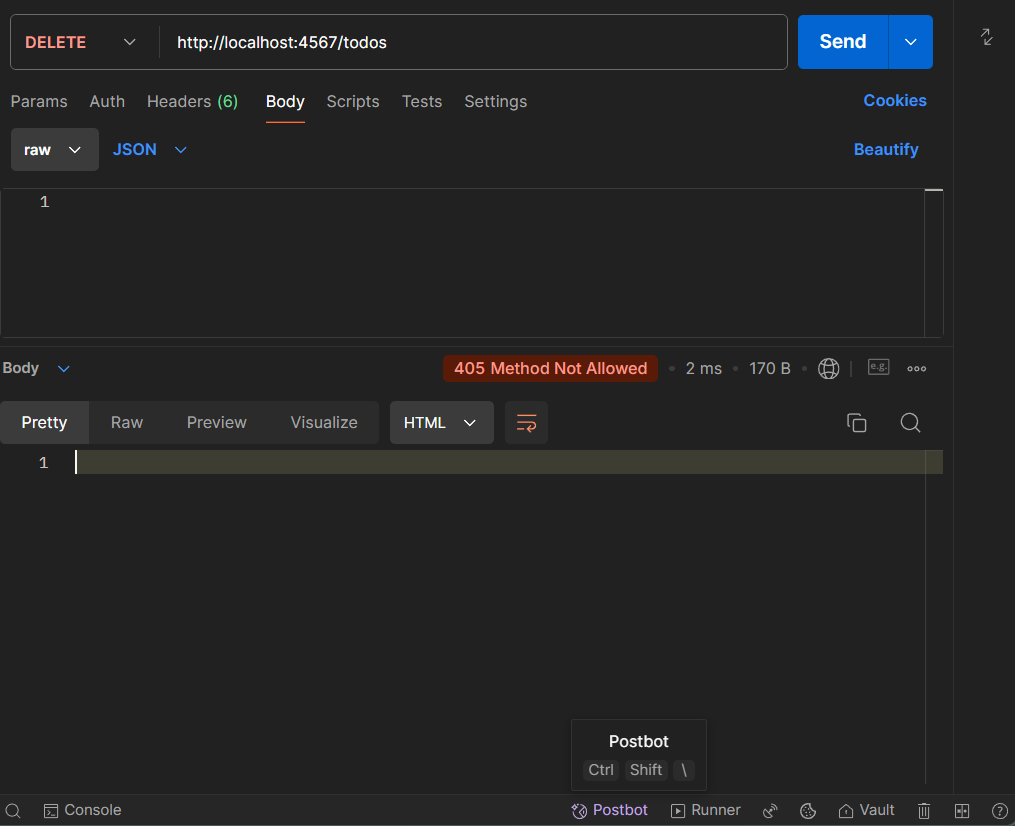 DELETE http://localhost:4567/todos Send
Params Auth Headers (6) Body Scripts Tests Settings Cookies
raw JSON Beautify
1
Body 405 Method Not Allowed 2 ms 170 B e.g.
Pretty Raw Preview Visualize HTML
1
Postbot
Ctrl Shift \
Console Postbot Runner Vault